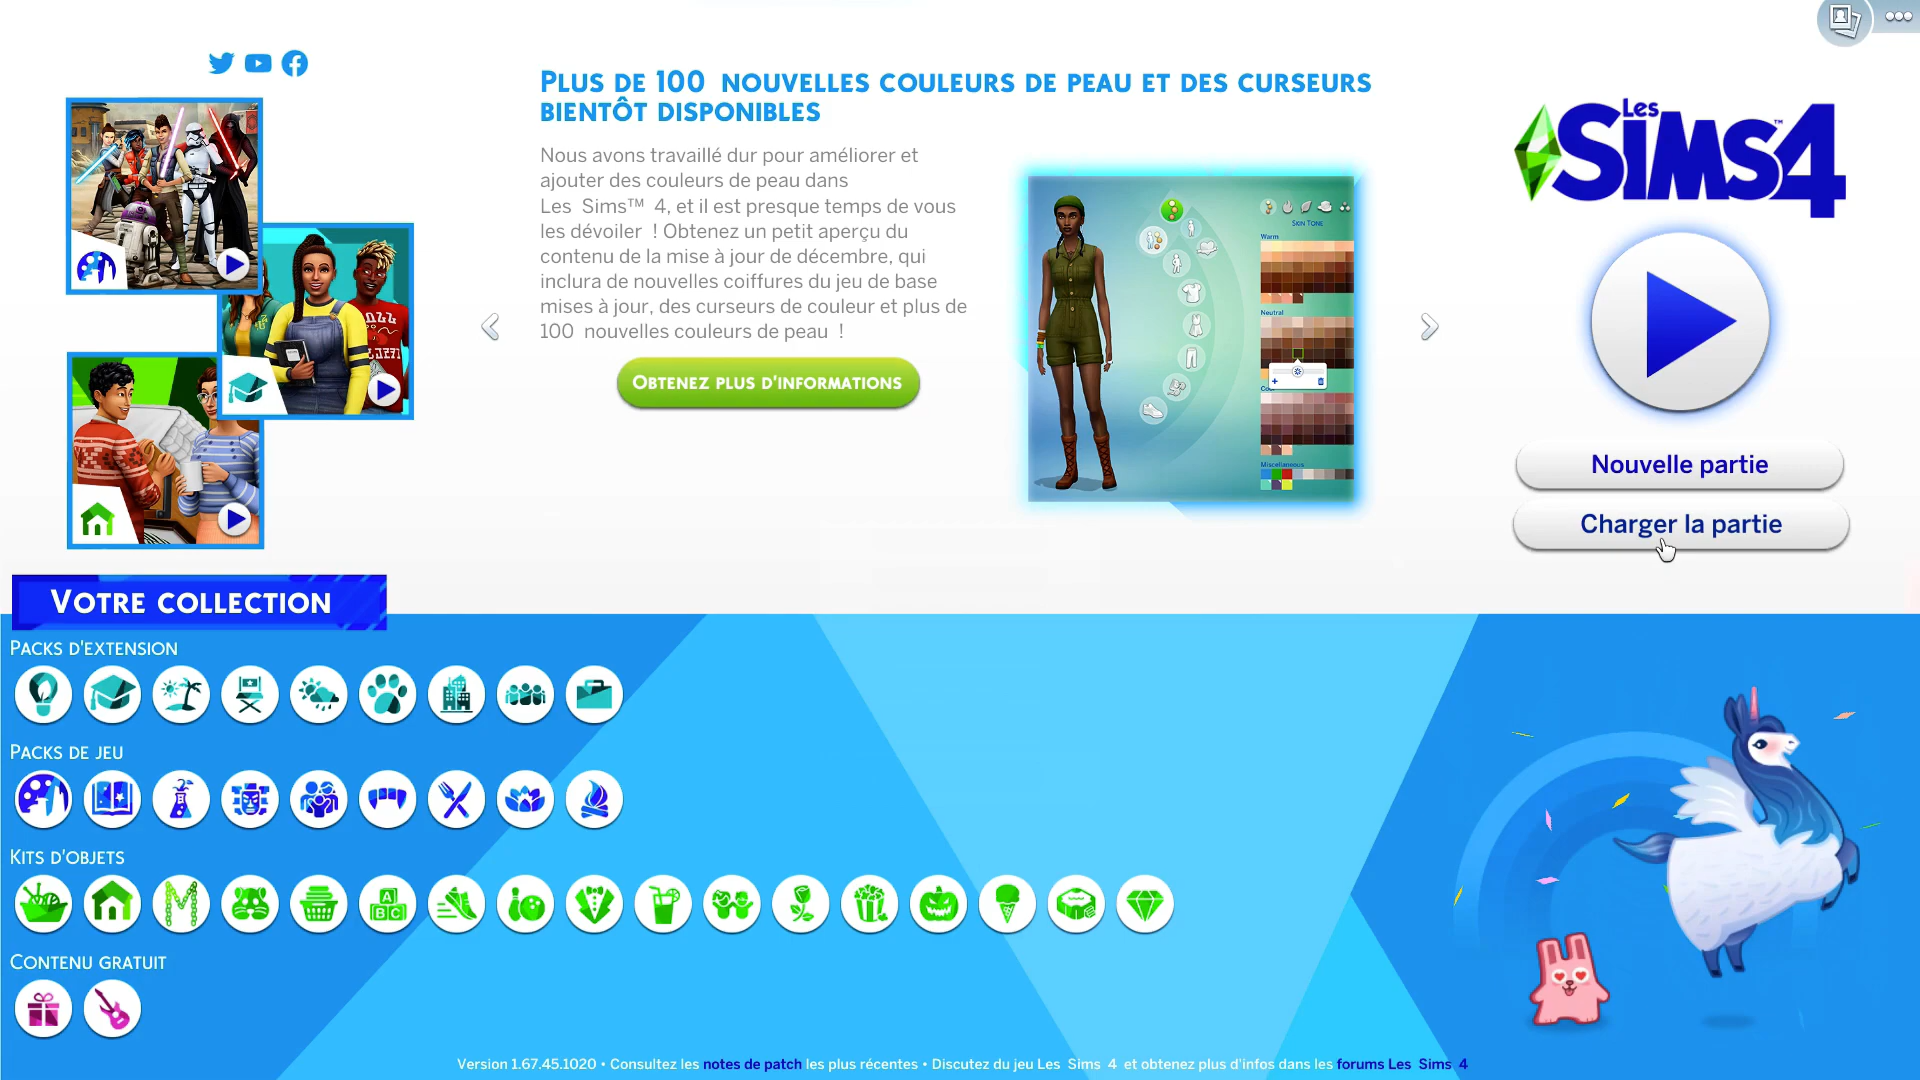 PLUS DE 100 NOUVELLES COULEURS DE PEAU ET DES CURSEURS
BIENTÔT DISPONIBLES
Nous avons travaillé dur pour améliorer et
ajouter des couleurs de peau dans
Les Sims™ 4, et il est presque temps de vous
les dévoiler ! Obtenez un petit aperçu du
contenu de la mise à jour de décembre, qui
inclura de nouvelles coiffures du jeu de base
mises à jour, des curseurs de couleur et plus de
100 nouvelles couleurs de peau !
OBTENEZ PLUS D'INFORMATIONS
SKIN TONE
Warm
Neutral
Miscellaneous
Les SIMS 4™
Nouvelle partie
Charger la partie
VOTRE COLLECTION
PACKS D'EXTENSION
PACKS DE JEU
KITS D'OBJETS
M
A
B C
CONTENU GRATUIT
Version 1.67.45.1020 • Consultez les notes de patch les plus récentes • Discutez du jeu Les Sims 4 et obtenez plus d'infos dans les forums Les Sims 4